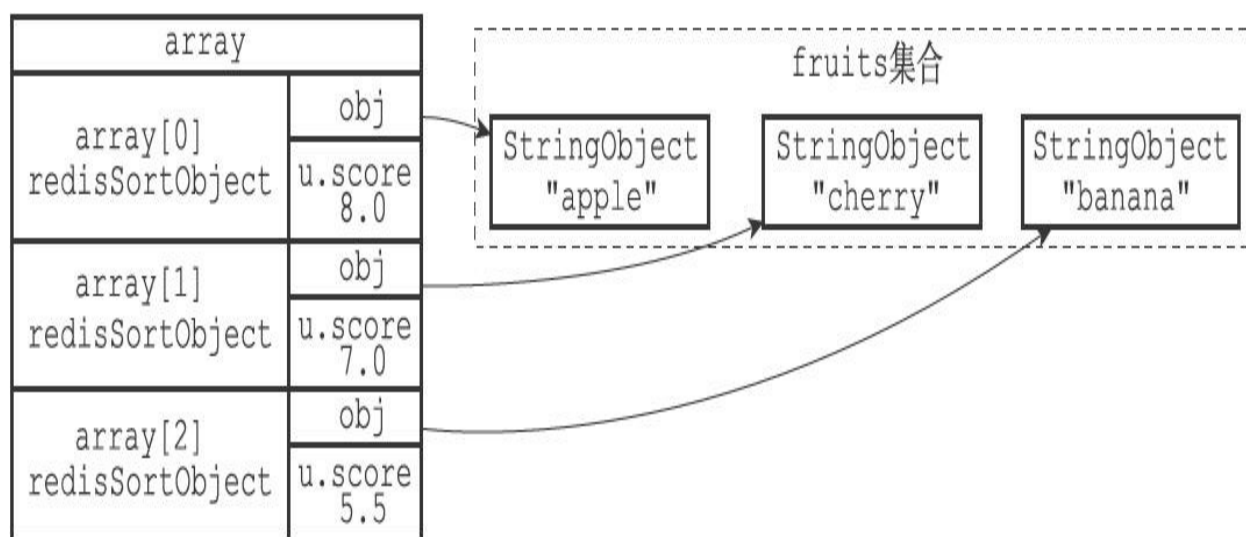 array
array[0]
redisSortObject
obj
u.score
8.0
array[1]
redisSortObject
obj
u.score
7.0
array[2]
redisSortObject
obj
u.score
5.5
fruits集合
StringObject
"apple"
StringObject
"cherry"
StringObject
"banana"